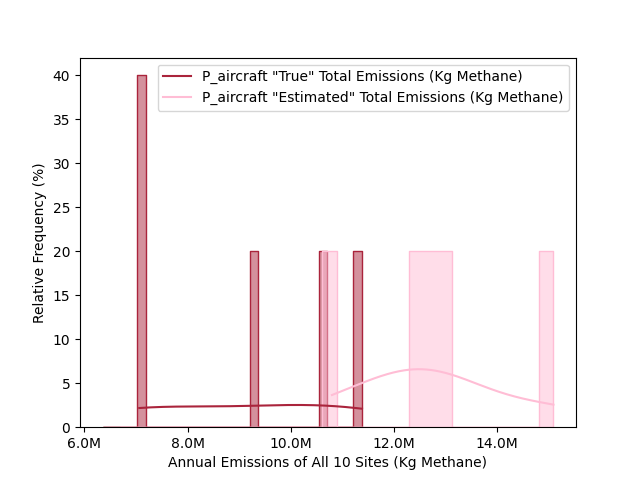 P_aircraft "True" Total Emissions (Kg Methane)
P_aircraft "Estimated" Total Emissions (Kg Methane)
40
35
30
25
20
15
10
5
0
Relative Frequency (%)
6.0M 8.0M 10.0M 12.0M 14.0M
Annual Emissions of All 10 Sites (Kg Methane)